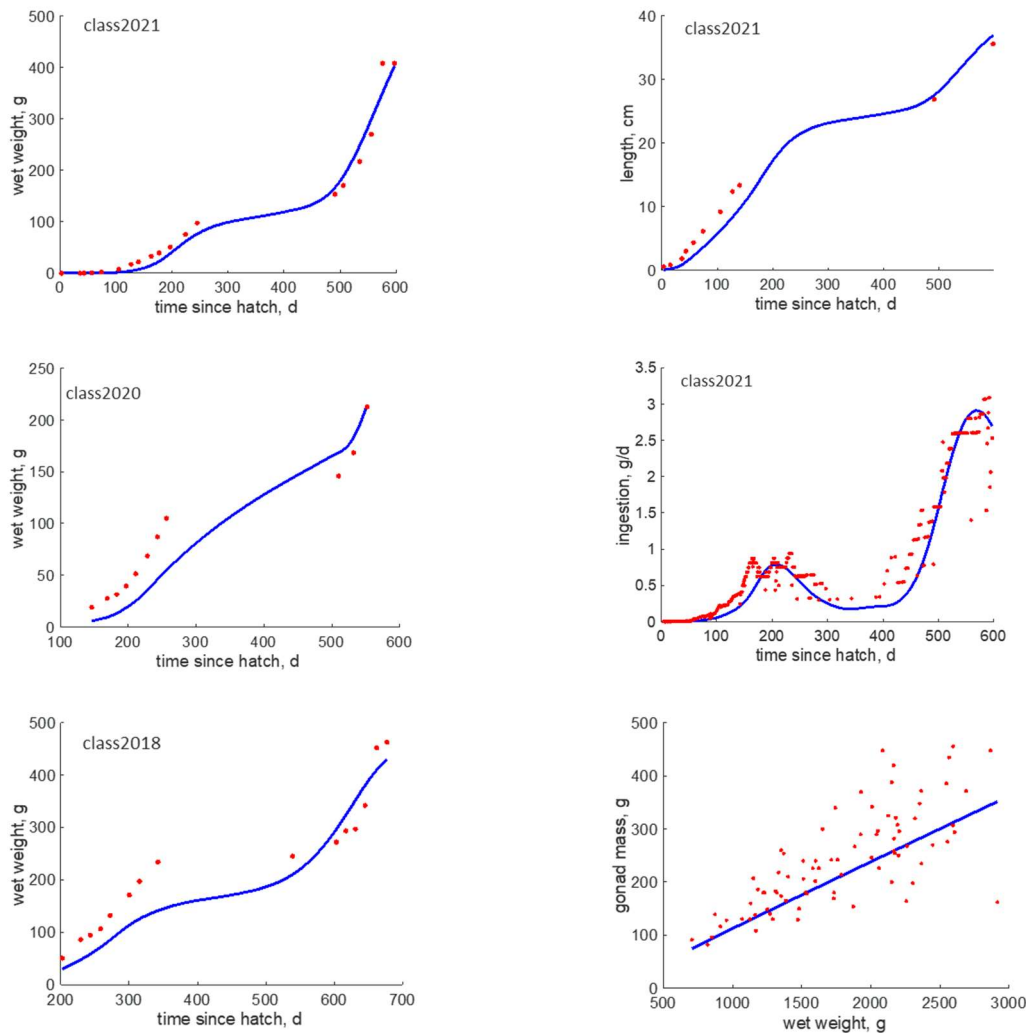 class2021
500
400
300
200
100
0
wet weight, g
0 100 200 300 400 500 600
time since hatch, d
class2021
40
30
20
10
0
length, cm
0 100 200 300 400 500
time since hatch, d
class2020
250
200
150
100
50
0
wet weight, g
100 200 300 400 500 600
time since hatch, d
class2021
3.5
3
2.5
2
1.5
1
0.5
0
ingestion, g/d
0 100 200 300 400 500 600
time since hatch, d
class2018
500
400
300
200
100
0
wet weight, g
200 300 400 500 600 700
time since hatch, d
500
400
300
200
100
0
gonad mass, g
500 1000 1500 2000 2500 3000
wet weight, g